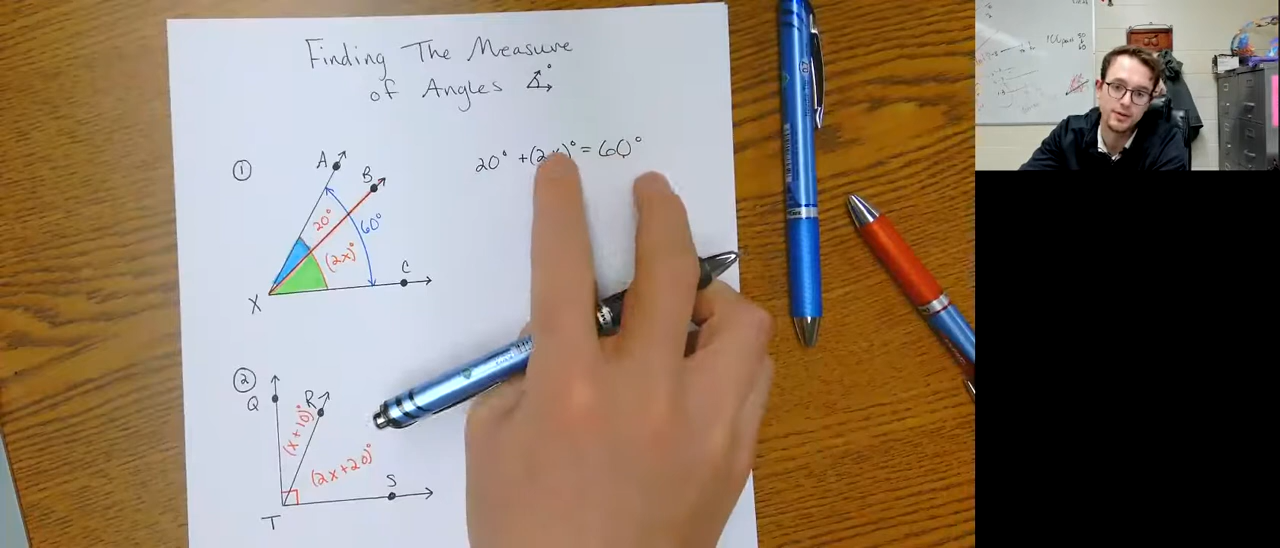 Finding The Measure
of Angles
①
A
B
20°
60°
(2x)°
C
X
20° + (2x)° = 60°
②
Q
R
(x+10)°
(2x+20)°
S
T